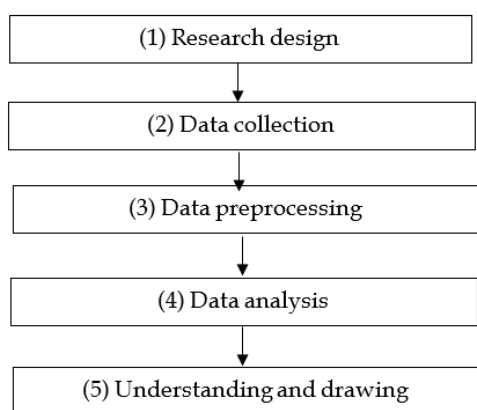 (1) Research design
(2) Data collection
(3) Data preprocessing
(4) Data analysis
(5) Understanding and drawing